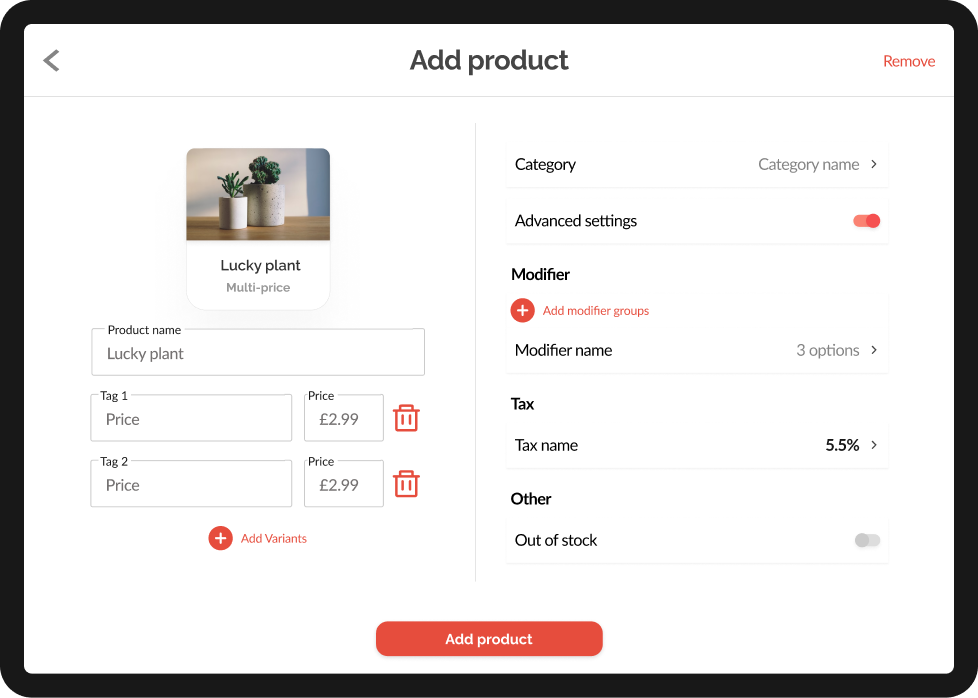 Add product
Remove
Lucky plant
Multi-price
Product name
Lucky plant
Tag 1
Price
Price
£2.99
Tag 2
Price
Price
£2.99
Add Variants
Category
Category name
Advanced settings
Modifier
Add modifier groups
Modifier name
3 options
Tax
Tax name
5.5%
Other
Out of stock
Add product